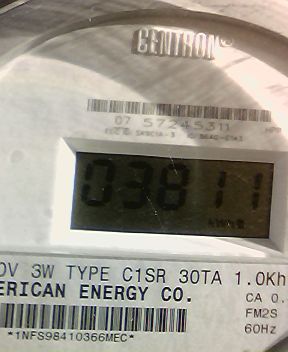 CENTRON®
07 57245311
03811
0V 3W TYPE C1SR 30TA 1.0Kh
ERICAN ENERGY CO.
CA 0.
FM2S
60Hz
*1NFS98410366MEC*